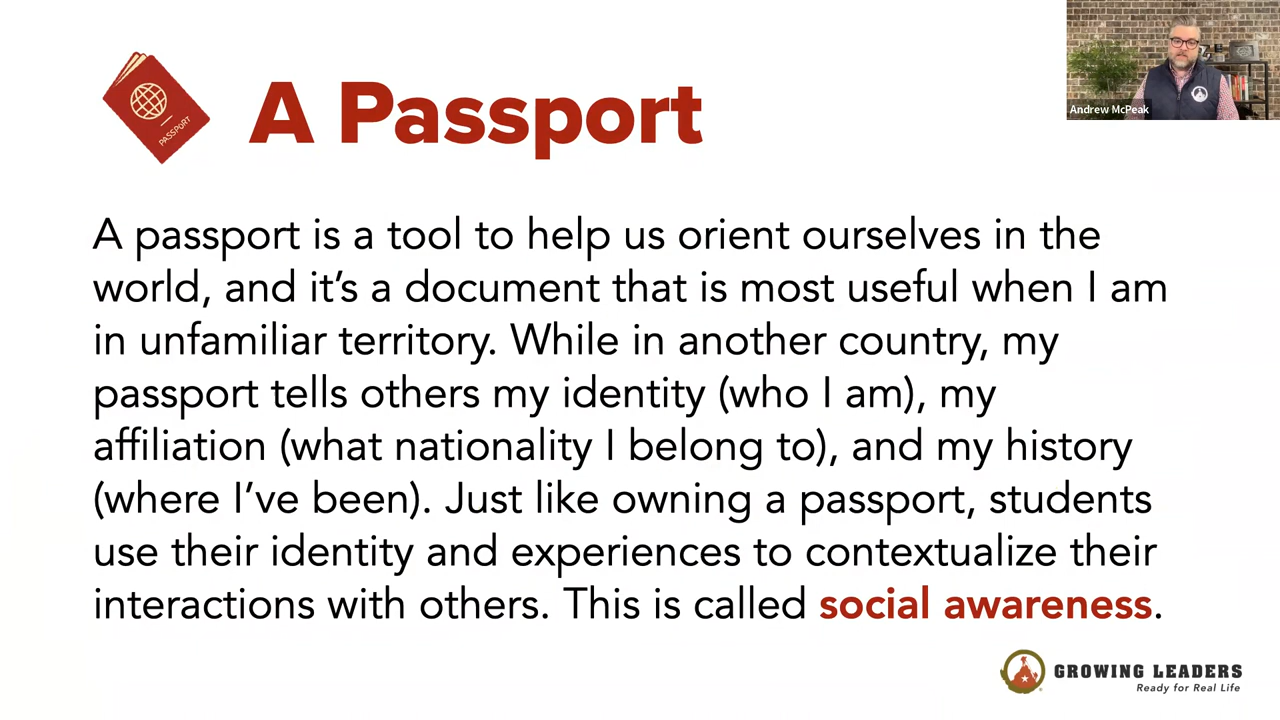 Andrew McPeak
PASSPORT
A Passport
A passport is a tool to help us orient ourselves in the
world, and it’s a document that is most useful when I am
in unfamiliar territory. While in another country, my
passport tells others my identity (who I am), my
affiliation (what nationality I belong to), and my history
(where I’ve been). Just like owning a passport, students
use their identity and experiences to contextualize their
interactions with others. This is called social awareness.
GROWING LEADERS
Ready for Real Life